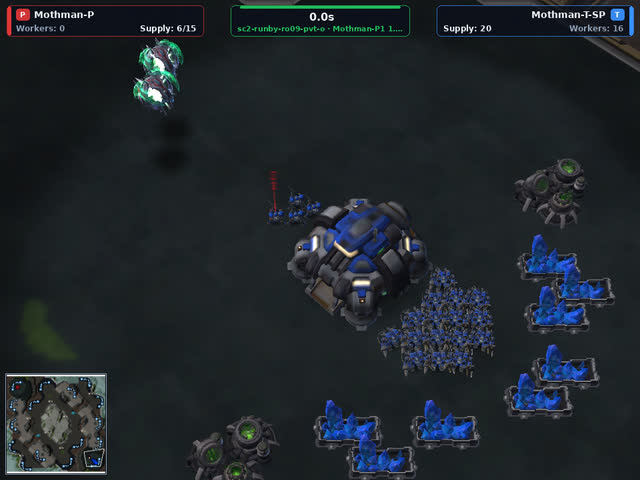 P Mothman-P
Workers: 0 Supply: 6/15
0.0s
sc2-runby-ro09-pvt-o · Mothman-P1 1....
Mothman-T-SP T
Supply: 20 Workers: 16